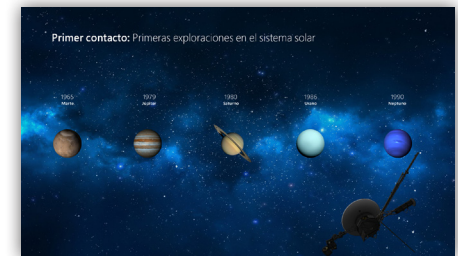 Primer contacto: Primeras exploraciones en el sistema solar
1965
Marte
1979
Júpiter
1980
Saturno
1986
Urano
1990
Neptuno